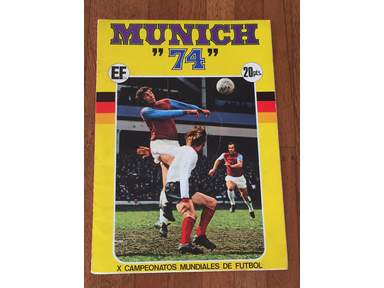 MUNICH
"74"
EF
20 pts.
X CAMPEONATOS MUNDIALES DE FUTBOL